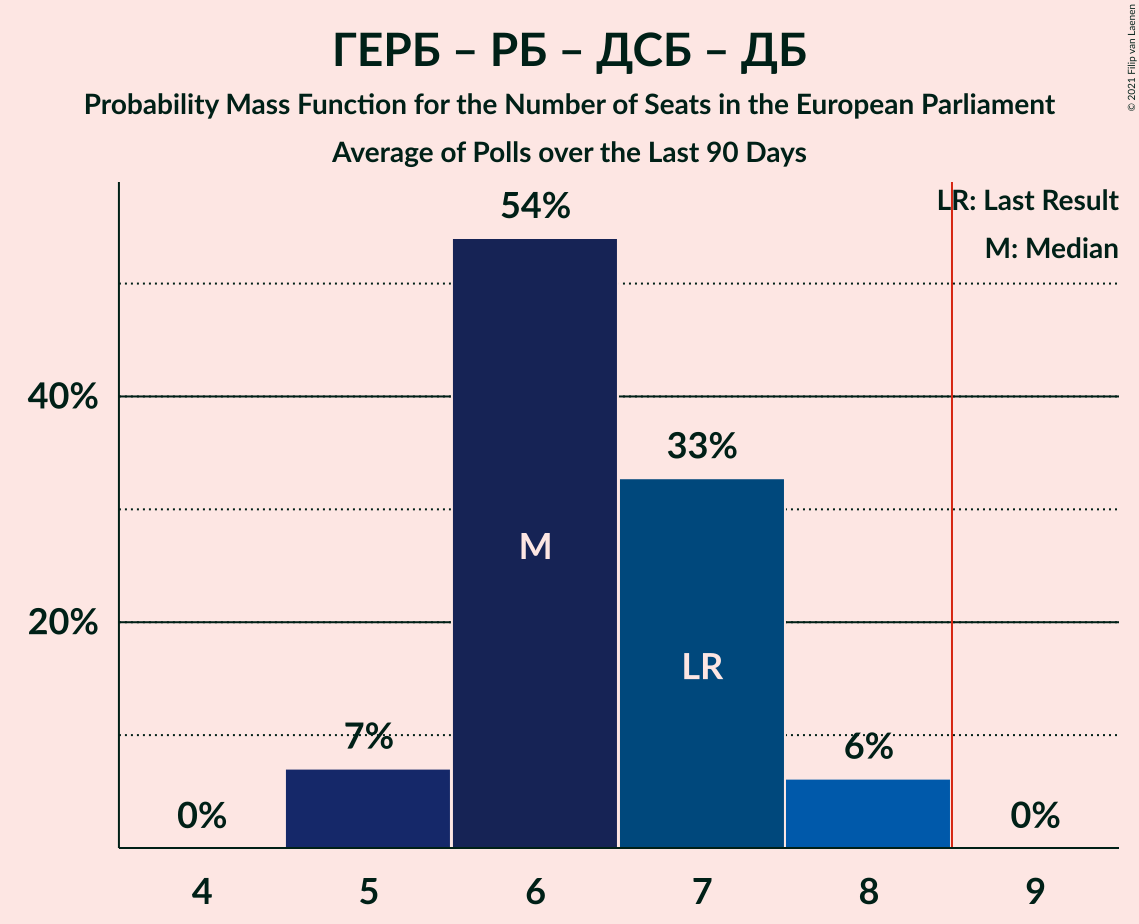 ГЕРБ – РБ – ДСБ – ДБ
Probability Mass Function for the Number of Seats in the European Parliament
Average of Polls over the Last 90 Days
© 2021 Filip van Laenen
LR: Last Result
M: Median
54%
40%
33%
M
20%
LR
7%
6%
0%
0%
4 5 6 7 8 9